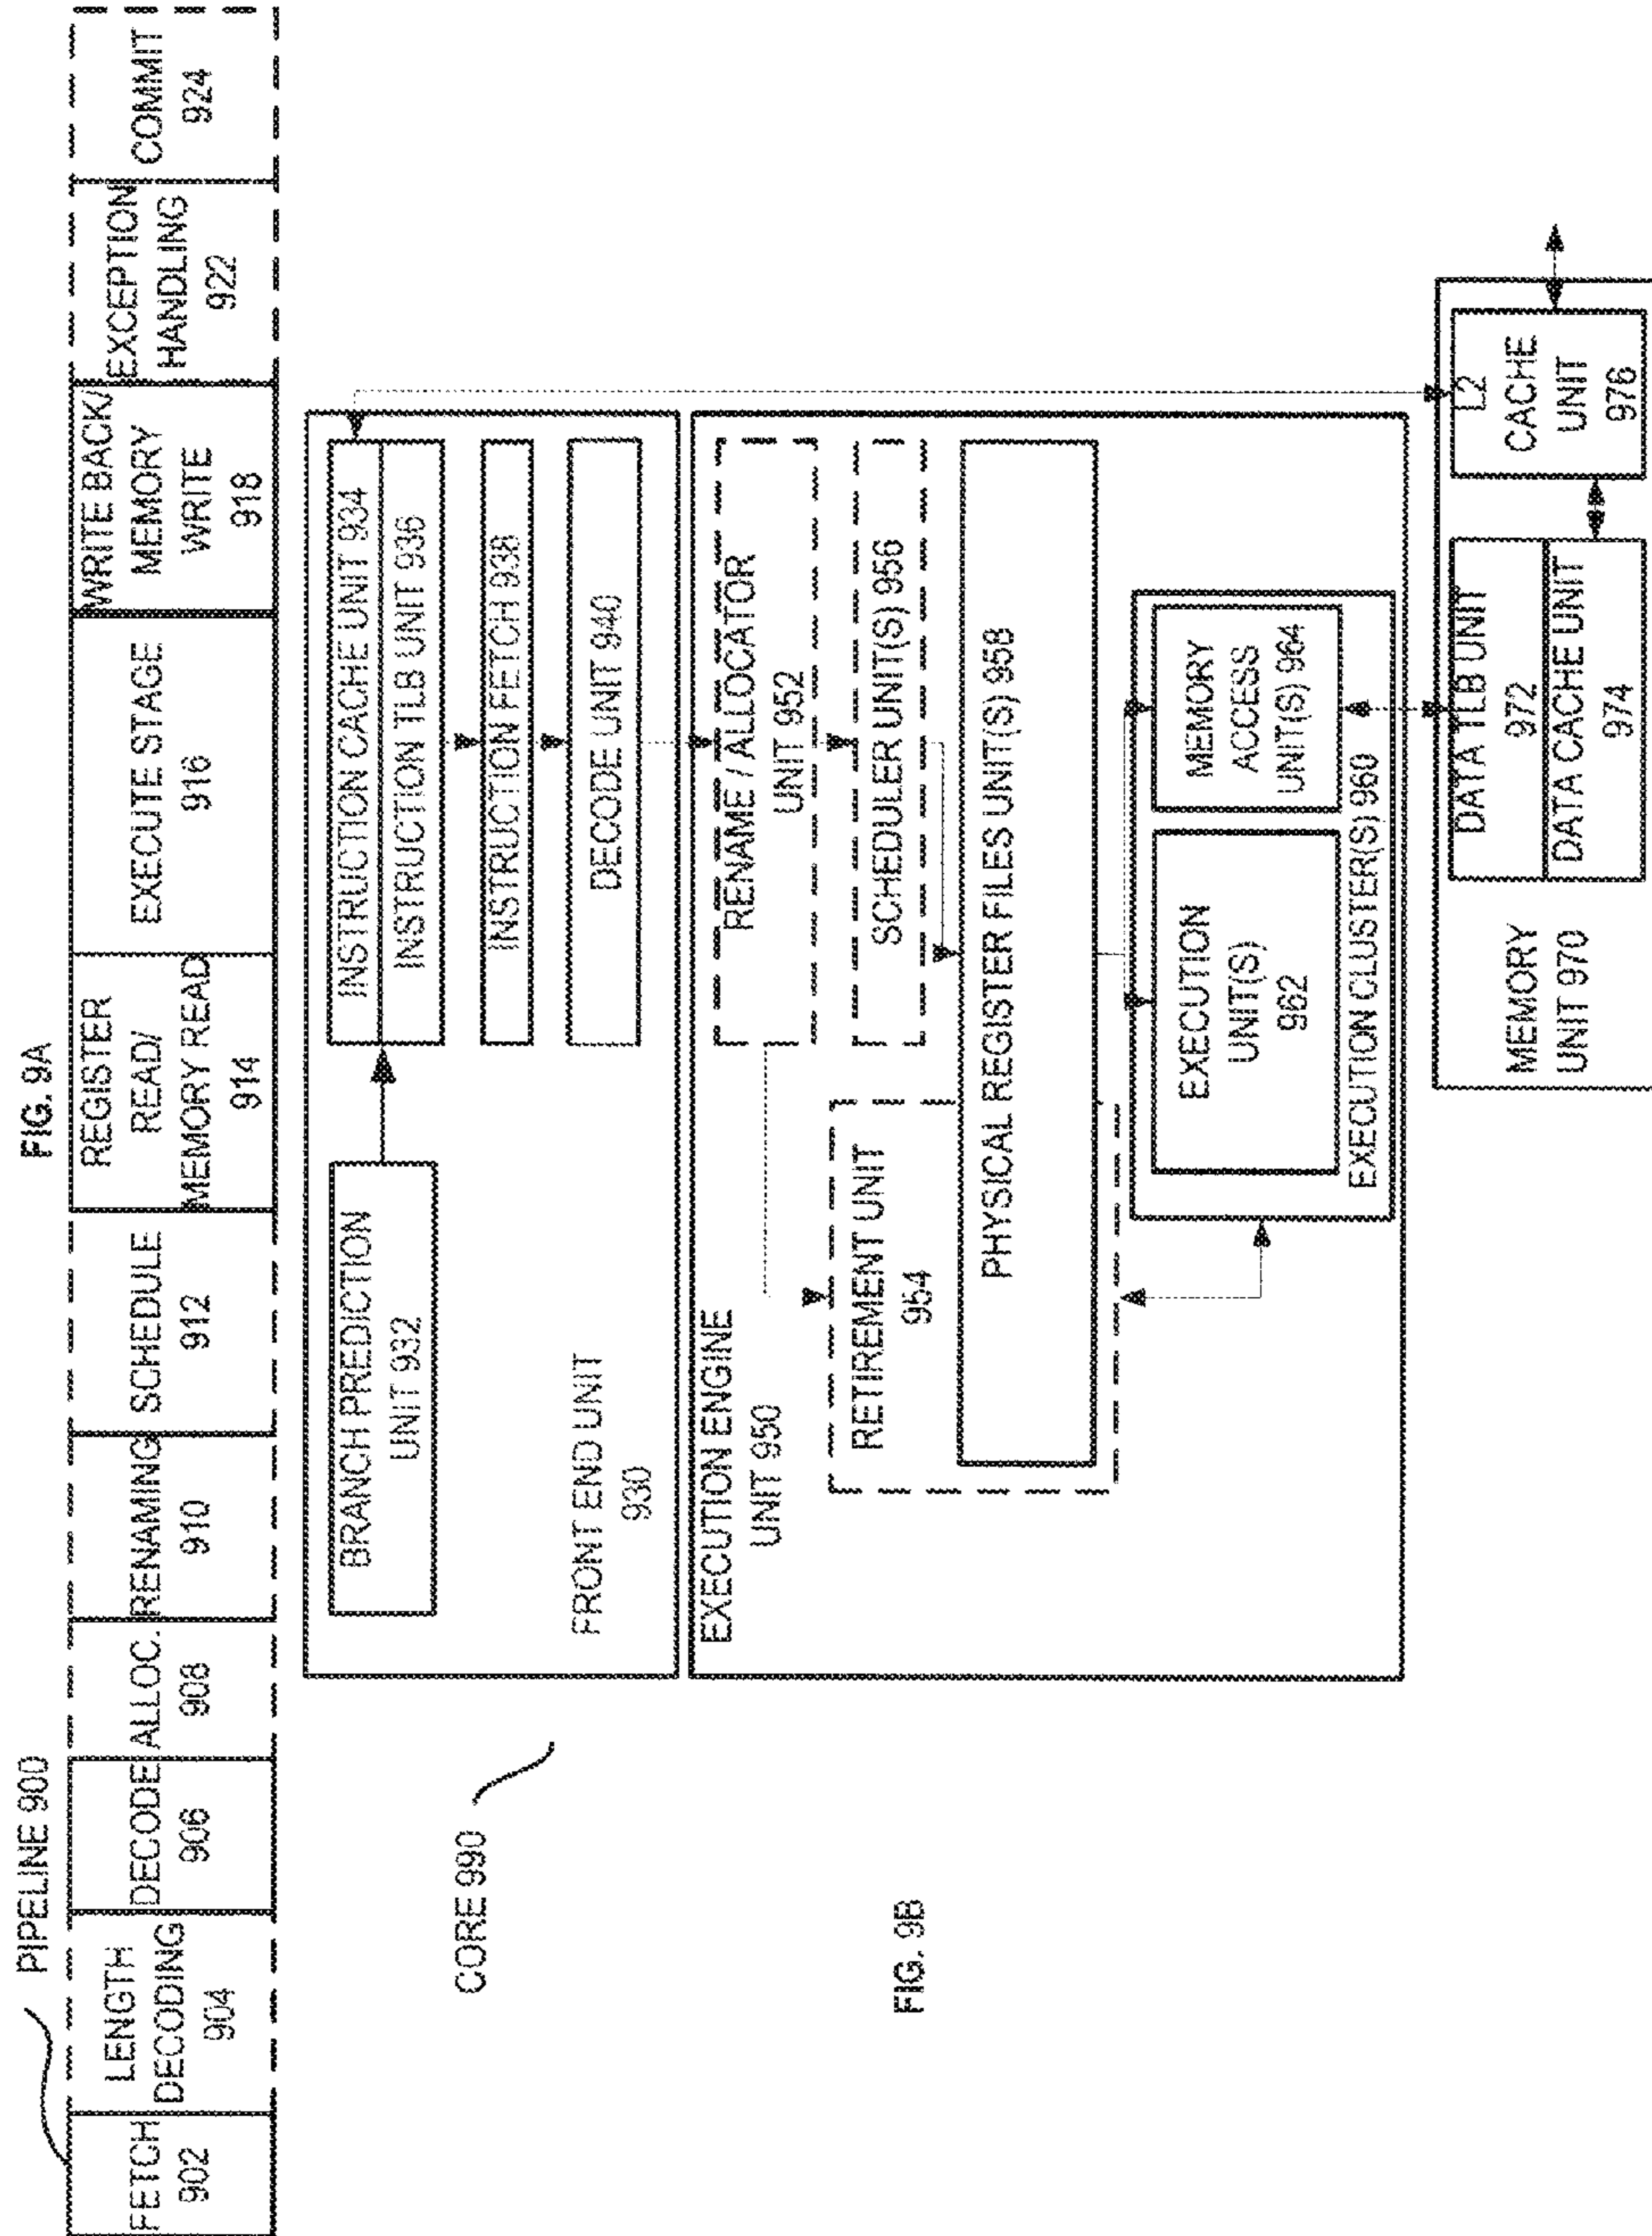 PIPELINE 900
FIG. 9A
FETCH
902
LENGTH
DECODING
904
DECODE
906
ALLOC.
908
RENAMING
910
SCHEDULE
912
REGISTER
READ/
MEMORY READ
914
EXECUTE STAGE
916
WRITE BACK/
MEMORY
WRITE
918
EXCEPTION
HANDLING
922
COMMIT
924
CORE 990
BRANCH PREDICTION
UNIT 932
INSTRUCTION CACHE UNIT 934
INSTRUCTION TLB UNIT 936
INSTRUCTION FETCH 938
DECODE UNIT 940
FRONT END UNIT
930
EXECUTION ENGINE
UNIT 950
RENAME / ALLOCATOR
UNIT 952
RETIREMENT UNIT
954
SCHEDULER UNIT(S) 956
PHYSICAL REGISTER FILES UNIT(S) 958
EXECUTION
UNIT(S)
962
MEMORY
ACCESS
UNIT(S) 964
EXECUTION CLUSTER(S) 960
MEMORY
UNIT 970
DATA TLB UNIT
972
DATA CACHE UNIT
974
L2
CACHE
UNIT
976
FIG. 9B